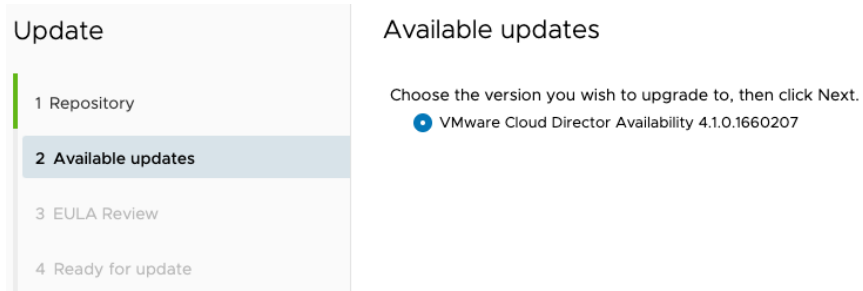 Update
1 Repository
2 Available updates
3 EULA Review
4 Ready for update
Available updates
Choose the version you wish to upgrade to, then click Next.
VMware Cloud Director Availability 4.1.0.1660207